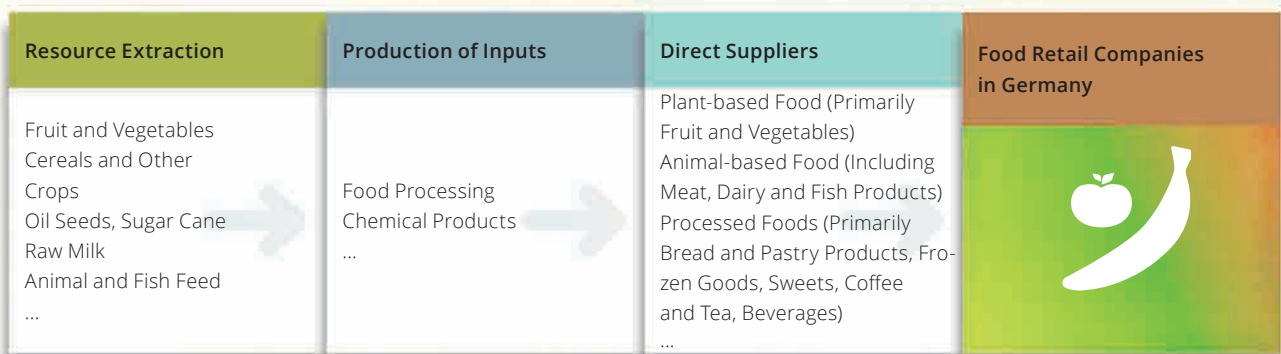 Resource Extraction
Fruit and Vegetables
Cereals and Other
Crops
Oil Seeds, Sugar Cane
Raw Milk
Animal and Fish Feed
...
Production of Inputs
Food Processing
Chemical Products
...
Direct Suppliers
Plant-based Food (Primarily
Fruit and Vegetables)
Animal-based Food (Including
Meat, Dairy and Fish Products)
Processed Foods (Primarily
Bread and Pastry Products, Fro-
zen Goods, Sweets, Coffee
and Tea, Beverages)
...
Food Retail Companies
in Germany